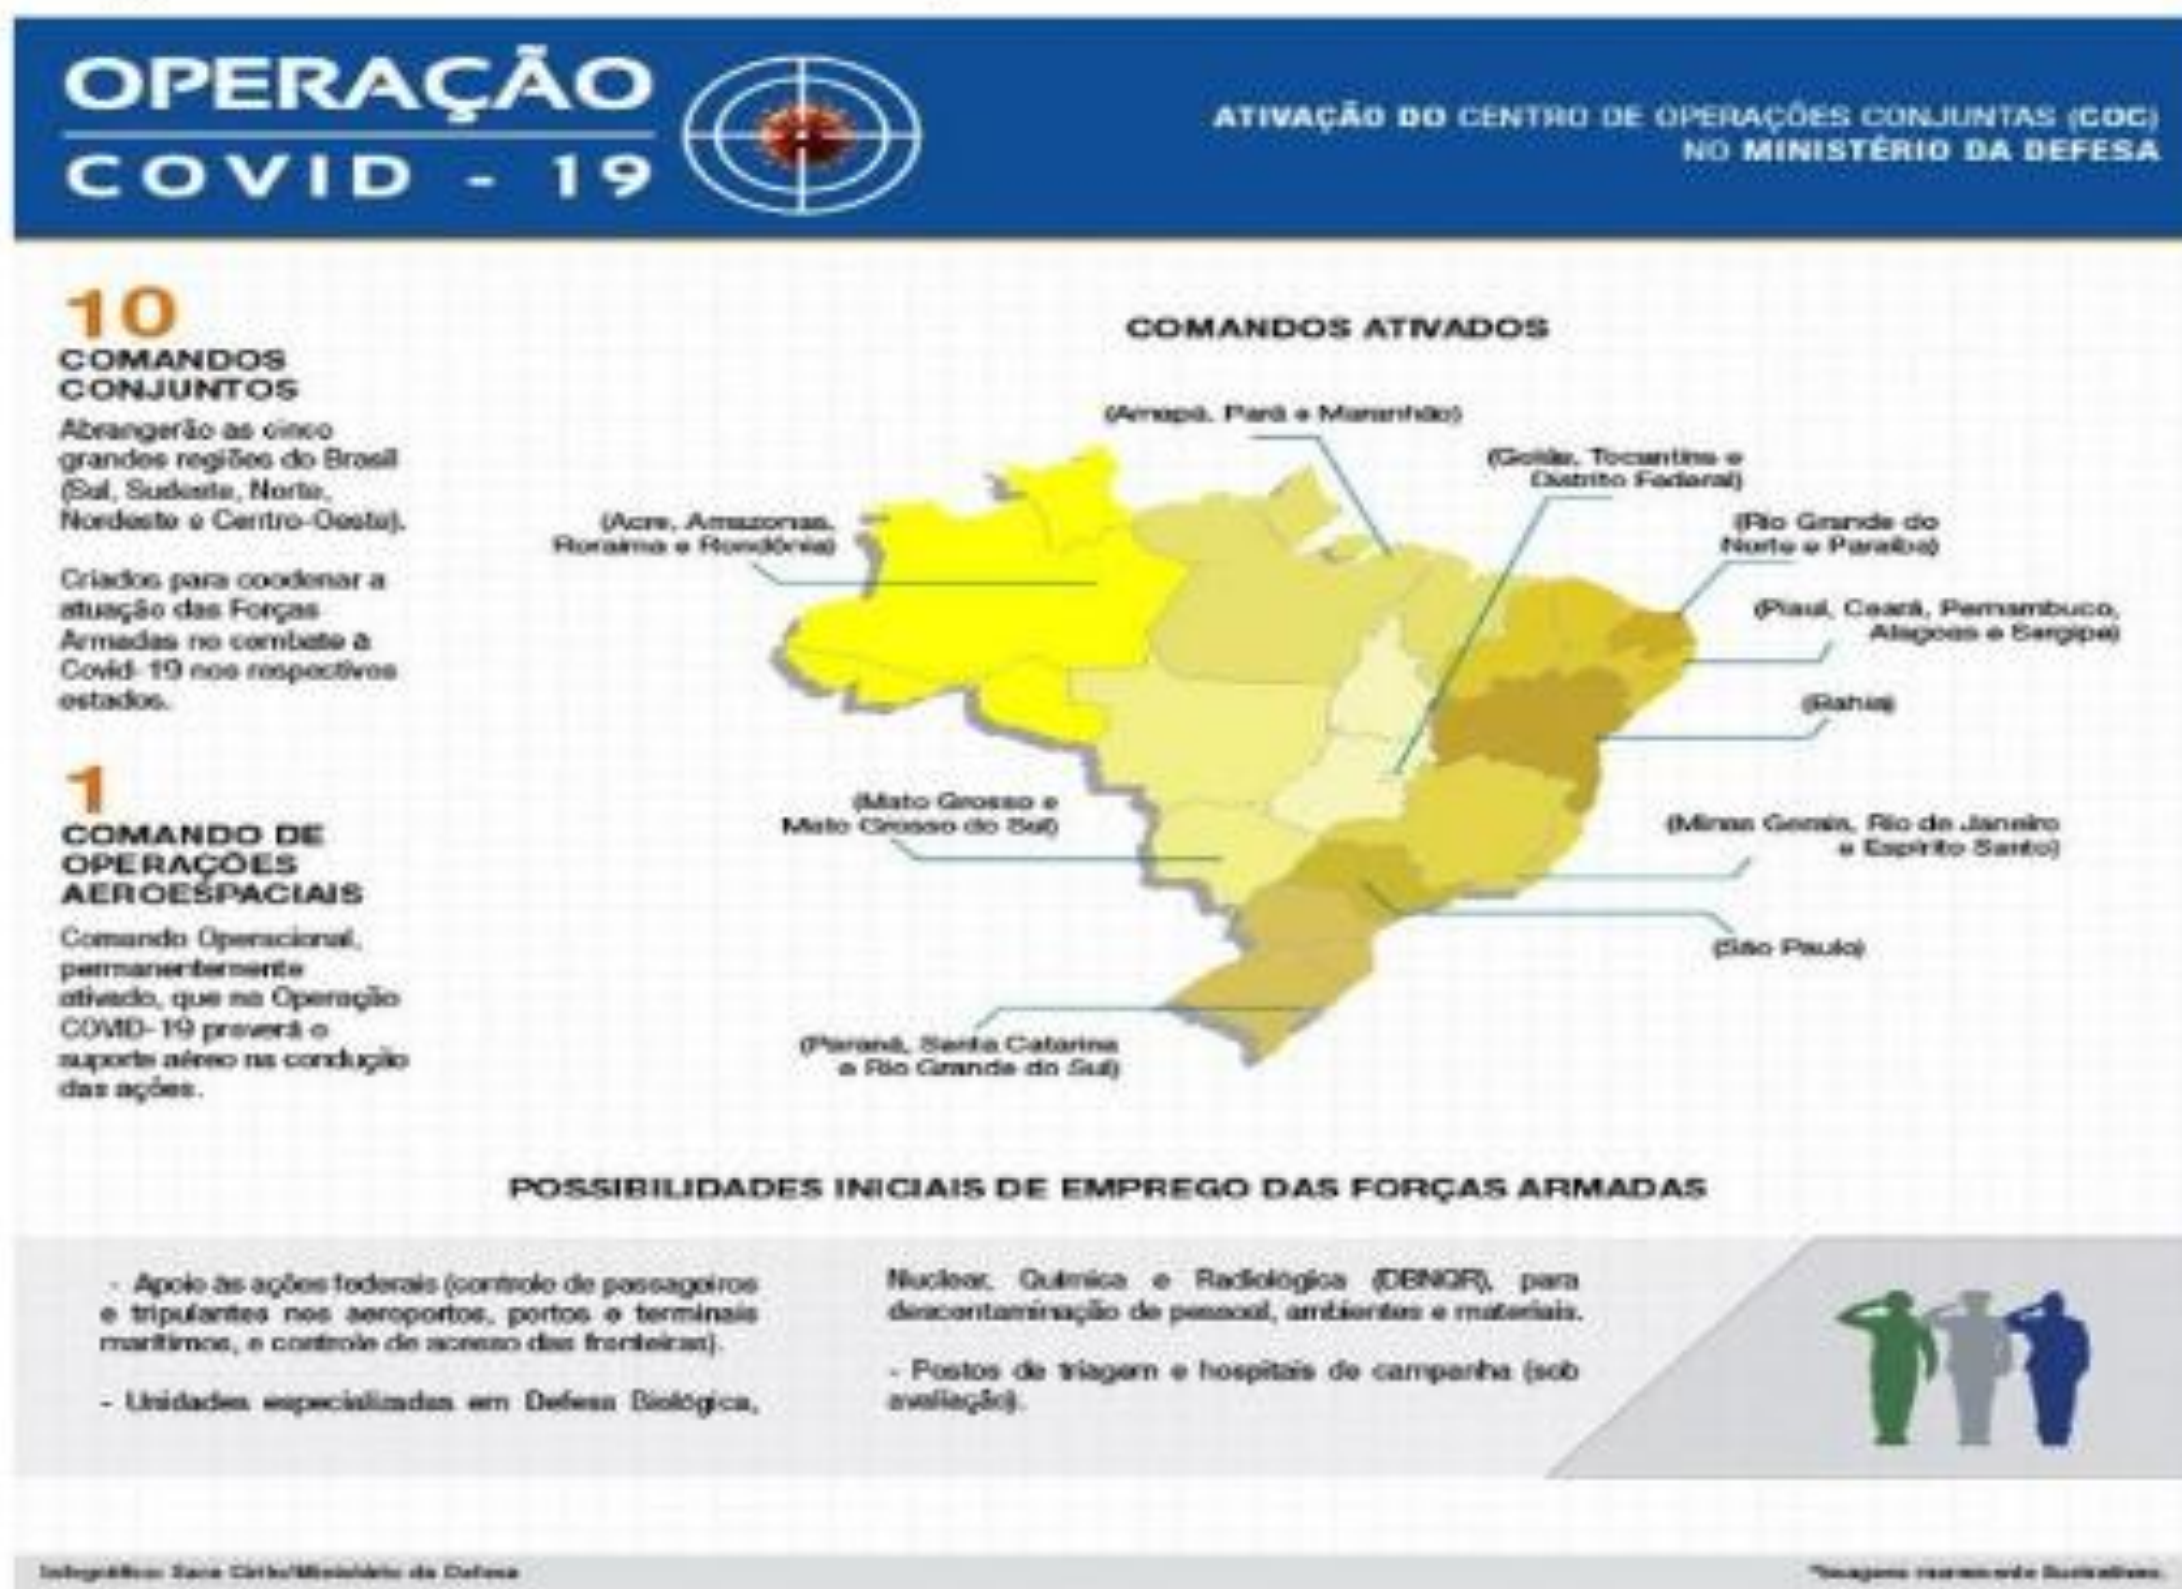 OPERAÇÃO
COVID - 19
ATIVAÇÃO DO CENTRO DE OPERAÇÕES CONJUNTAS (COC)
NO MINISTÉRIO DA DEFESA
10
COMANDOS
CONJUNTOS
Abrangerão as cinco
grandes regiões do Brasil
(Sul, Sudeste, Norte,
Nordeste e Centro-Oeste).
Criados para coodenar a
atuação das Forças
Armadas no combate à
Covid-19 nos respectivos
estados.
1
COMANDO DE
OPERAÇÕES
AEROESPACIAIS
Comando Operacional,
permanentemente
ativado, que na Operação
COVID-19 proverá o
suporte aéreo na condução
das ações.
COMANDOS ATIVADOS
(Amapá, Pará e Maranhão)
(Goiás, Tocantins e
Distrito Federal)
(Rio Grande do
Norte e Paraíba)
(Acre, Amazonas,
Roraima e Rondônia)
(Piauí, Ceará, Pernambuco,
Alagoas e Sergipe)
(Bahia)
(Mato Grosso e
Mato Grosso do Sul)
(Minas Gerais, Rio de Janeiro
e Espírito Santo)
(São Paulo)
(Paraná, Santa Catarina
e Rio Grande do Sul)
POSSIBILIDADES INICIAIS DE EMPREGO DAS FORÇAS ARMADAS
- Apoio às ações federais (controle de passageiros
e tripulantes nos aeroportos, portos e terminais
marítimos, e controle de acesso das fronteiras).
- Unidades especializadas em Defesa Biológica,
Nuclear, Química e Radiológica (DBNQR), para
descontaminação de pessoal, ambientes e materiais.
- Postos de triagem e hospitais de campanha (sob
avaliação).
Infográfico: /Ministério da Defesa
*Imagens meramente ilustrativas.